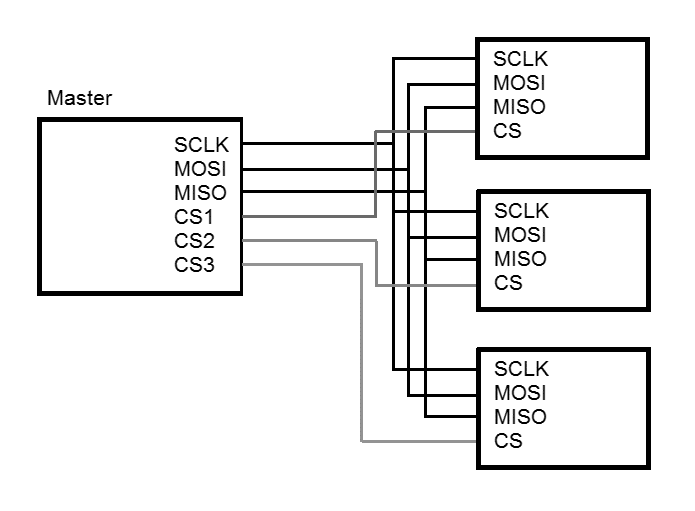 Master
SCLK
MOSI
MISO
CS1
CS2
CS3
SCLK
MOSI
MISO
CS
SCLK
MOSI
MISO
CS
SCLK
MOSI
MISO
CS